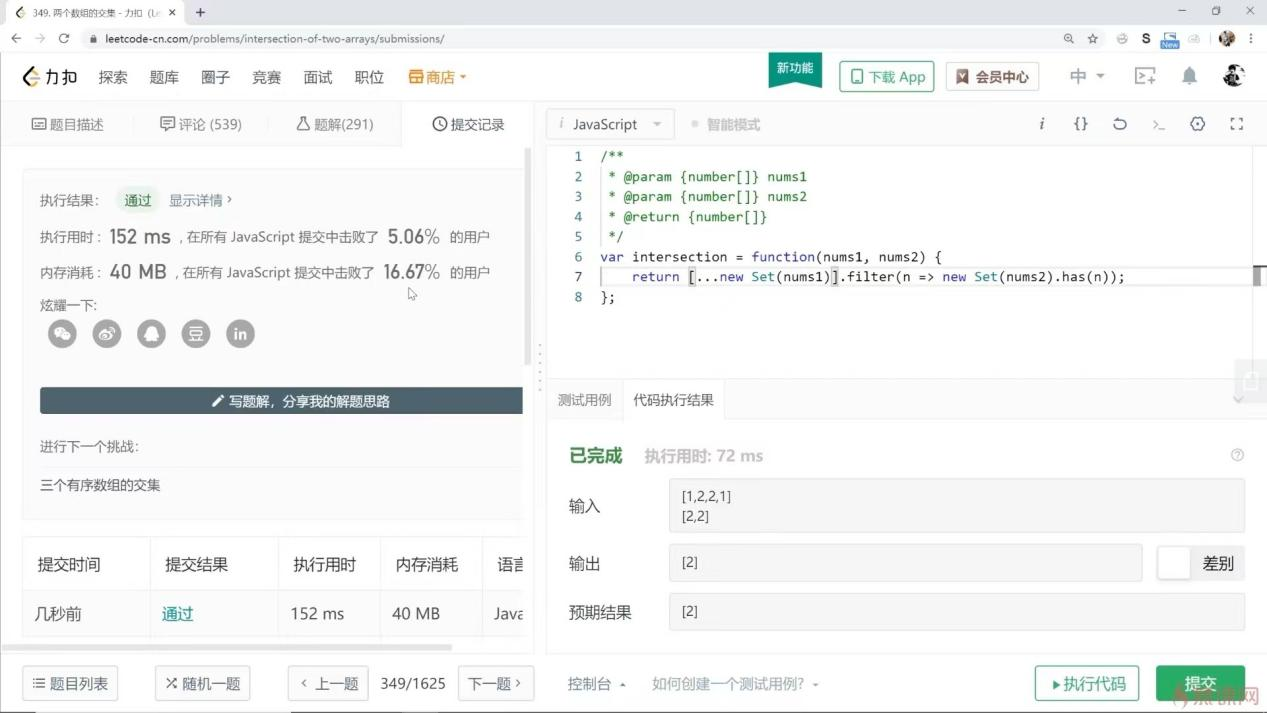 349. 两个数组的交集 - 力扣 (Le
leetcode-cn.com/problems/intersection-of-two-arrays/submissions/
S
New
力扣 探索 题库 圈子 竞赛 面试 职位 商店 新功能 下载 App 会员中心 中
题目描述 评论 (539) 题解(291) 提交记录
i JavaScript 智能模式 i {} >_
执行结果: 通过 显示详情 >
执行用时 : 152 ms , 在所有 JavaScript 提交中击败了 5.06% 的用户
内存消耗 : 40 MB , 在所有 JavaScript 提交中击败了 16.67% 的用户
炫耀一下:
豆 in
写题解，分享我的解题思路
进行下一个挑战:
三个有序数组的交集
提交时间 提交结果 执行用时 内存消耗 语言
几秒前 通过 152 ms 40 MB Java
1 /**
2 * @param {number[]} nums1
3 * @param {number[]} nums2
4 * @return {number[]}
5 */
6 var intersection = function(nums1, nums2) {
7 return [...new Set(nums1)].filter(n => new Set(nums2).has(n));
8 };
测试用例 代码执行结果
已完成 执行用时: 72 ms
输入 [1,2,2,1]
[2,2]
输出 [2] 差别
预期结果 [2]
题目列表 随机一题 < 上一题 349/1625 下一题 > 控制台 如何创建一个测试用例? 执行代码 提交
慕课网